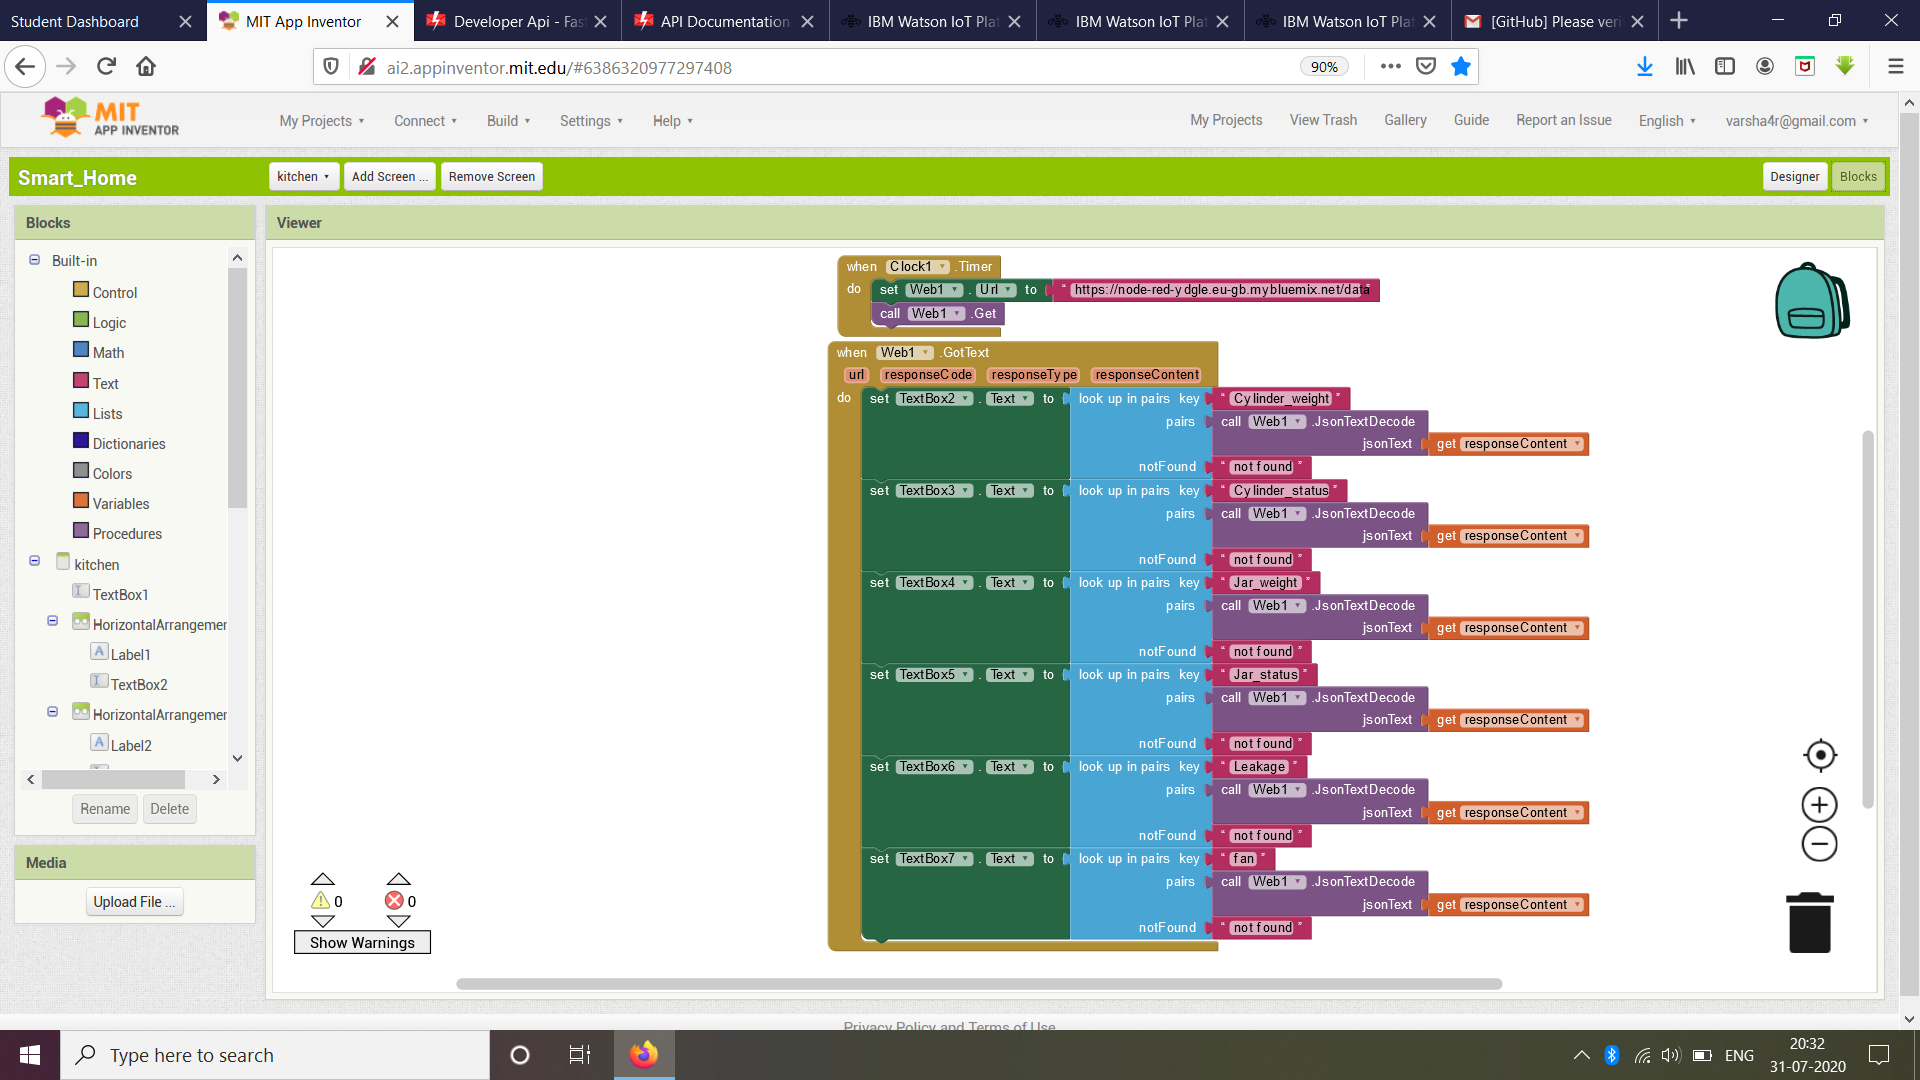 Student Dashboard
MIT App Inventor
Developer Api - Fas
API Documentation
IBM Watson IoT Plat
IBM Watson IoT Plat
IBM Watson IoT Plat
[GitHub] Please veri
ai2.appinventor.mit.edu/#6386320977297408
90%
MIT
APP INVENTOR
My Projects
Connect
Build
Settings
Help
My Projects
View Trash
Gallery
Guide
Report an Issue
English
varsha4r@gmail.com
Smart_Home
kitchen
Add Screen ...
Remove Screen
Designer
Blocks
Blocks
Viewer
Built-in
Control
Logic
Math
Text
Lists
Dictionaries
Colors
Variables
Procedures
kitchen
TextBox1
HorizontalArrangemer
Label1
TextBox2
HorizontalArrangemer
Label2
Rename
Delete
Media
Upload File ...
when Clock1 .Timer
do set Web1 . Url to " https://node-red-ydgle.eu-gb.mybluemix.net/data "
call Web1 .Get
when Web1 .GotText
url responseCode responseType responseContent
do set TextBox2 . Text to look up in pairs key " Cylinder_weight "
pairs call Web1 .JsonTextDecode
jsonText get responseContent
notFound " not found "
set TextBox3 . Text to look up in pairs key " Cylinder_status "
pairs call Web1 .JsonTextDecode
jsonText get responseContent
notFound " not found "
set TextBox4 . Text to look up in pairs key " Jar_weight "
pairs call Web1 .JsonTextDecode
jsonText get responseContent
notFound " not found "
set TextBox5 . Text to look up in pairs key " Jar_status "
pairs call Web1 .JsonTextDecode
jsonText get responseContent
notFound " not found "
set TextBox6 . Text to look up in pairs key " Leakage "
pairs call Web1 .JsonTextDecode
jsonText get responseContent
notFound " not found "
set TextBox7 . Text to look up in pairs key " fan "
pairs call Web1 .JsonTextDecode
jsonText get responseContent
notFound " not found "
0
0
Show Warnings
Privacy Policy and Terms of Use
Type here to search
ENG
20:32
31-07-2020